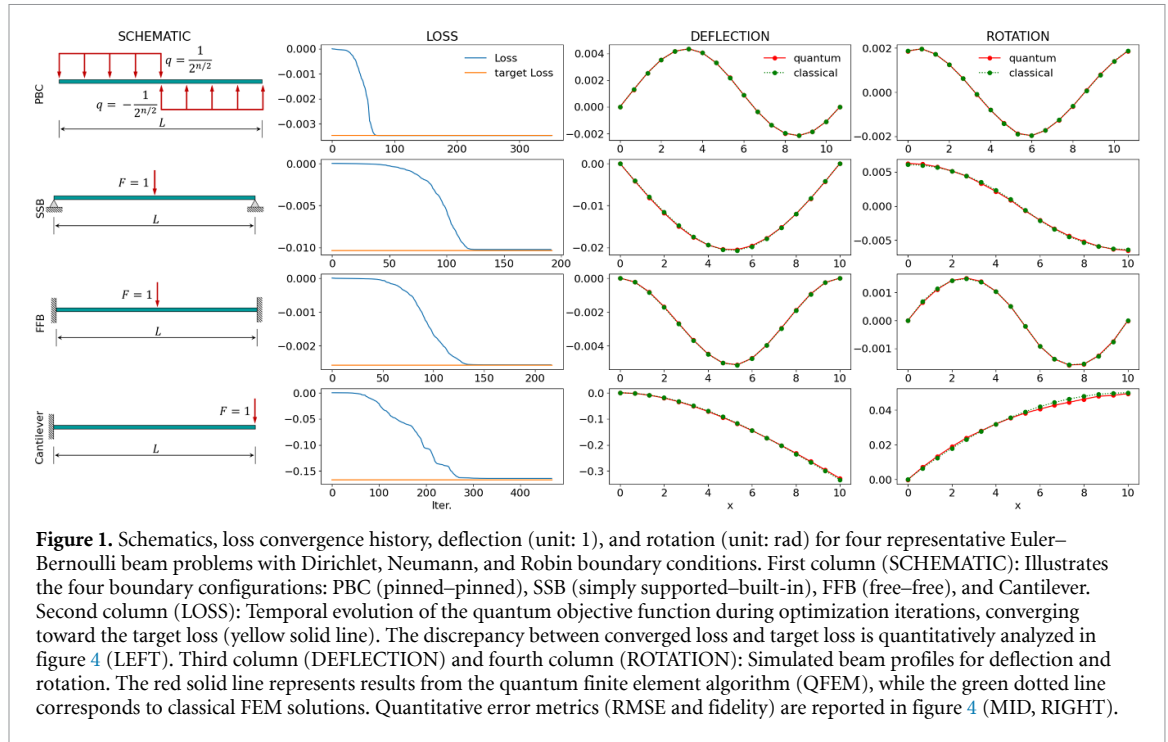 SCHEMATIC LOSS DEFLECTION ROTATION
PBC
q = 1/2^{n/2}
q = − 1/2^{n/2}
L
0.000
−0.001
−0.002
−0.003
0 100 200 300
Loss
target Loss
0.004
0.002
0.000
−0.002
0 2 4 6 8 10
quantum
classical
0.002
0.000
−0.002
0 2 4 6 8 10
quantum
classical
SSB
F = 1
L
0.000
−0.005
−0.010
0 50 100 150 200
0.00
−0.01
−0.02
0 2 4 6 8 10
0.005
0.000
−0.005
0 2 4 6 8 10
FFB
F = 1
L
0.000
−0.001
−0.002
0 50 100 150 200
0.000
−0.002
−0.004
0 2 4 6 8 10
0.001
0.000
−0.001
0 2 4 6 8 10
Cantilever
F = 1
L
0.00
−0.05
−0.10
−0.15
0 100 200 300 400
Iter.
0.0
−0.1
−0.2
−0.3
0 2 4 6 8 10
x
0.04
0.02
0.00
0 2 4 6 8 10
x
Figure 1. Schematics, loss convergence history, deflection (unit: 1), and rotation (unit: rad) for four representative Euler–
Bernoulli beam problems with Dirichlet, Neumann, and Robin boundary conditions. First column (SCHEMATIC): Illustrates
the four boundary configurations: PBC (pinned–pinned), SSB (simply supported–built-in), FFB (free–free), and Cantilever.
Second column (LOSS): Temporal evolution of the quantum objective function during optimization iterations, converging
toward the target loss (yellow solid line). The discrepancy between converged loss and target loss is quantitatively analyzed in
figure 4 (LEFT). Third column (DEFLECTION) and fourth column (ROTATION): Simulated beam profiles for deflection and
rotation. The red solid line represents results from the quantum finite element algorithm (QFEM), while the green dotted line
corresponds to classical FEM solutions. Quantitative error metrics (RMSE and fidelity) are reported in figure 4 (MID, RIGHT).